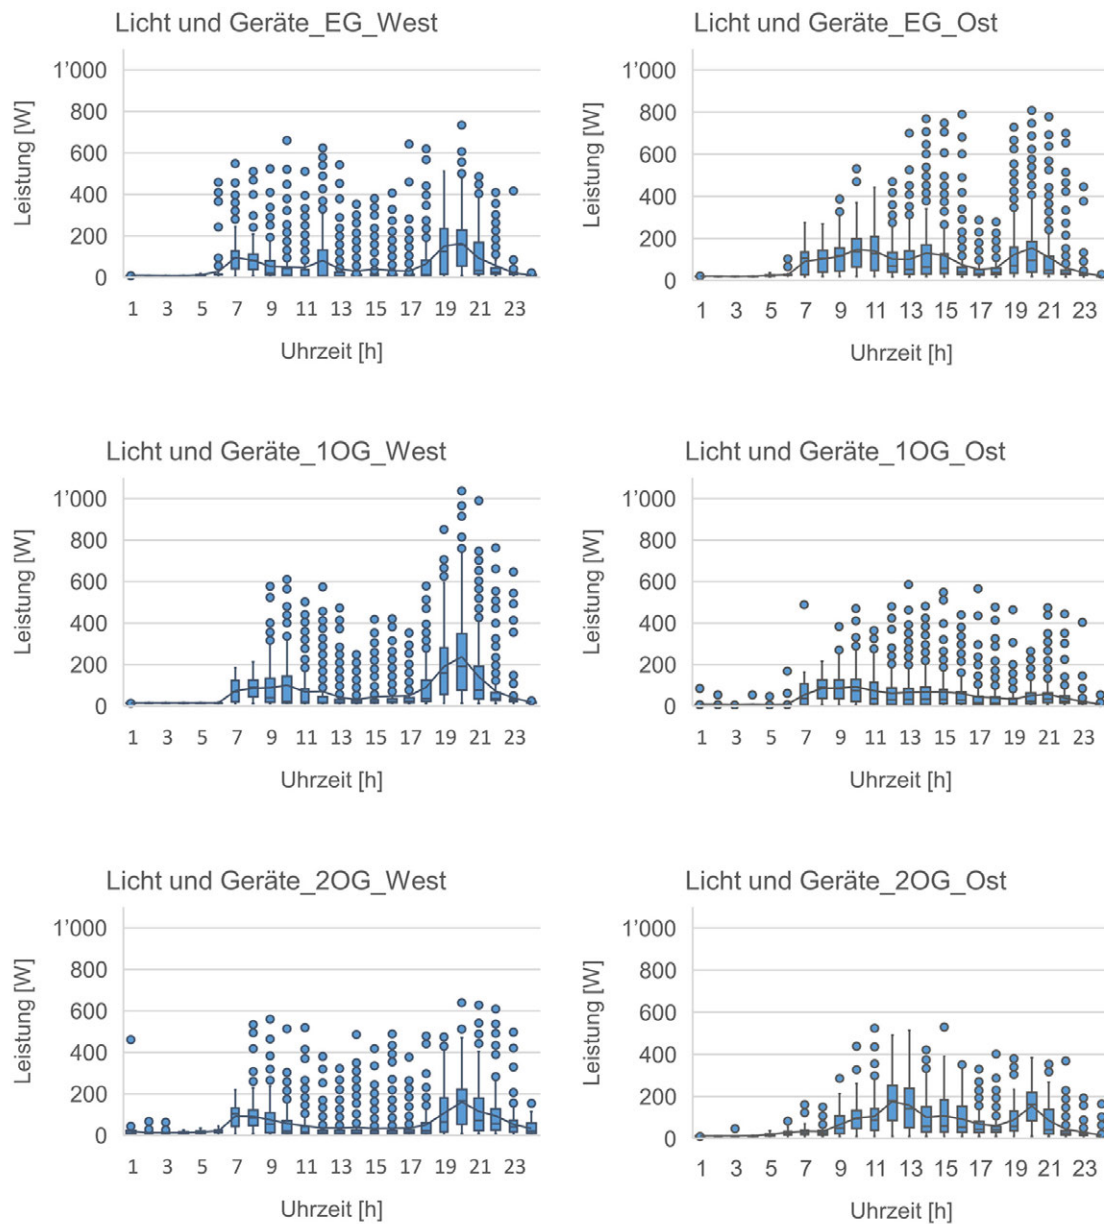 Licht und Geräte_EG_West
1’000
800
600
400
200
0
Leistung [W]
1 3 5 7 9 11 13 15 17 19 21 23
Uhrzeit [h]
Licht und Geräte_EG_Ost
1’000
800
600
400
200
0
Leistung [W]
1 3 5 7 9 11 13 15 17 19 21 23
Uhrzeit [h]
Licht und Geräte_1OG_West
1’000
800
600
400
200
0
Leistung [W]
1 3 5 7 9 11 13 15 17 19 21 23
Uhrzeit [h]
Licht und Geräte_1OG_Ost
1’000
800
600
400
200
0
Leistung [W]
1 3 5 7 9 11 13 15 17 19 21 23
Uhrzeit [h]
Licht und Geräte_2OG_West
1’000
800
600
400
200
0
Leistung [W]
1 3 5 7 9 11 13 15 17 19 21 23
Uhrzeit [h]
Licht und Geräte_2OG_Ost
1’000
800
600
400
200
0
Leistung [W]
1 3 5 7 9 11 13 15 17 19 21 23
Uhrzeit [h]